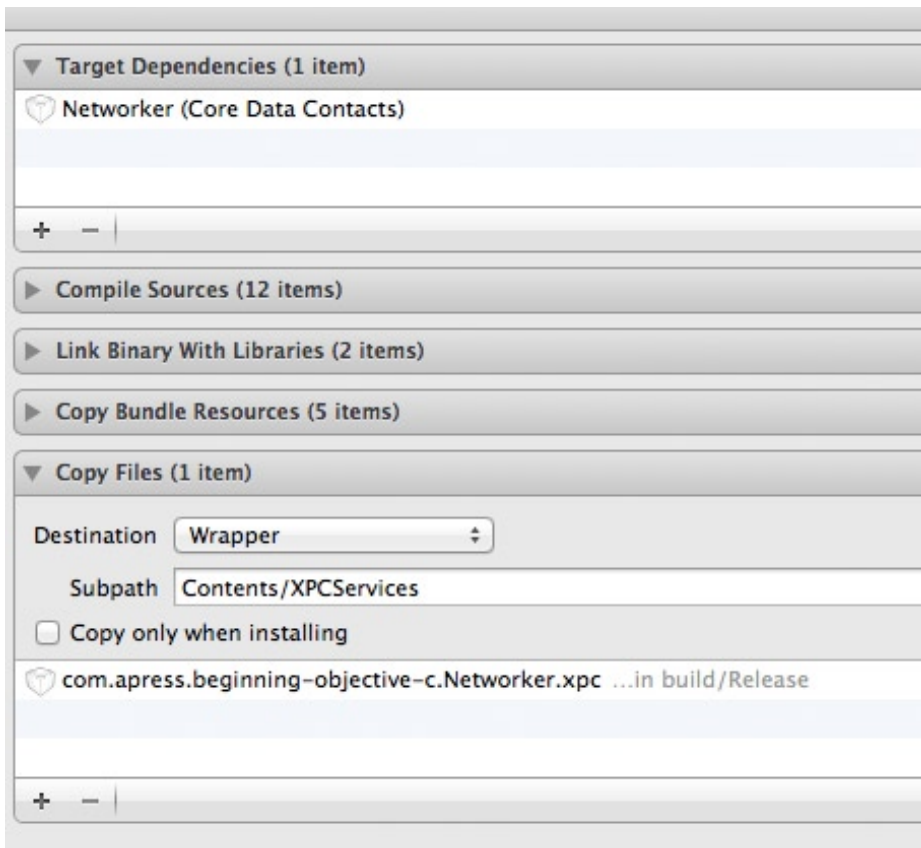 Target Dependencies (1 item)
Networker (Core Data Contacts)
Compile Sources (12 items)
Link Binary With Libraries (2 items)
Copy Bundle Resources (5 items)
Copy Files (1 item)
Destination Wrapper
Subpath Contents/XPCServices
Copy only when installing
com.apress.beginning-objective-c.Networker.xpc ...in build/Release